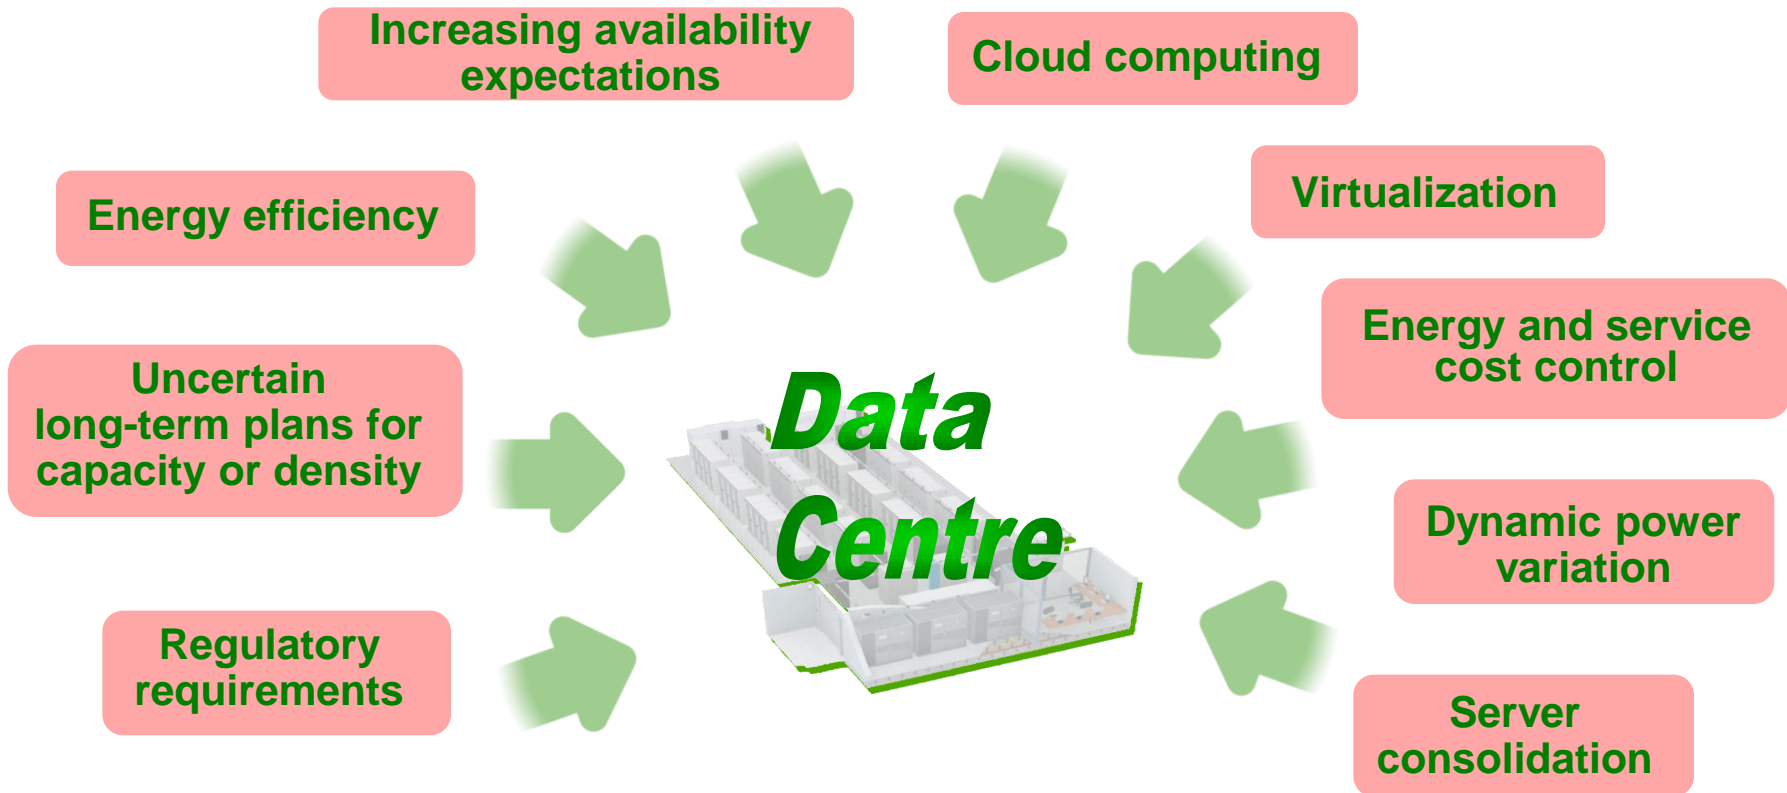 Increasing availability
expectations
Cloud computing
Energy efficiency
Virtualization
Uncertain
long-term plans for
capacity or density
Energy and service
cost control
Data
Centre
Dynamic power
variation
Regulatory
requirements
Server
consolidation